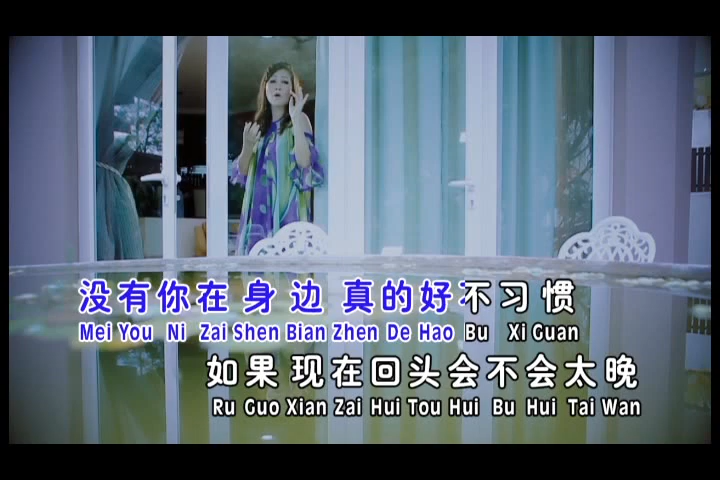 没有你在身边真的好不习惯
Mei You Ni Zai Shen Bian Zhen De Hao Bu Xi Guan
如果现在回头会不会太晚
Ru Guo Xian Zai Hui Tou Hui Bu Hui Tai Wan